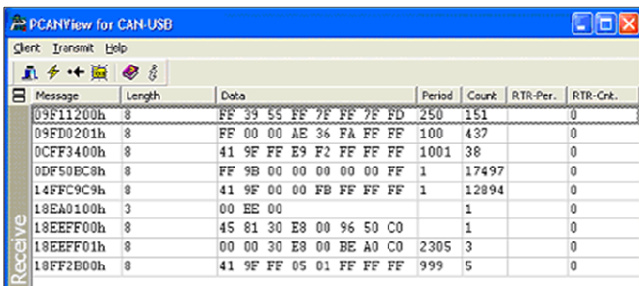 PCANView for CAN-USB
Client Transmit Help
Message Length Data Period Count RTR-Per. RTR-Cnt.
09F11200h 8 FF 39 55 FF 7F FF 7F FD 250 151 0
09FD0201h 8 FF 00 00 AE 36 FA FF FF 100 437 0
0CFF3400h 8 41 9F FF E9 F2 FF FF FF 1001 38 0
0DF50BC8h 8 FF 9B 00 00 00 00 00 FF 1 17497 0
14FFC9C9h 8 41 9F 00 00 FB FF FF FF 1 12894 0
18EA0100h 3 00 EE 00 1 0
18EEFF00h 8 45 81 30 E8 00 96 50 C0 1 0
18EEFF01h 8 00 00 30 E8 00 BE A0 C0 2305 3 0
18FF2B00h 8 41 9F FF 05 01 FF FF FF 999 5 0
Receive